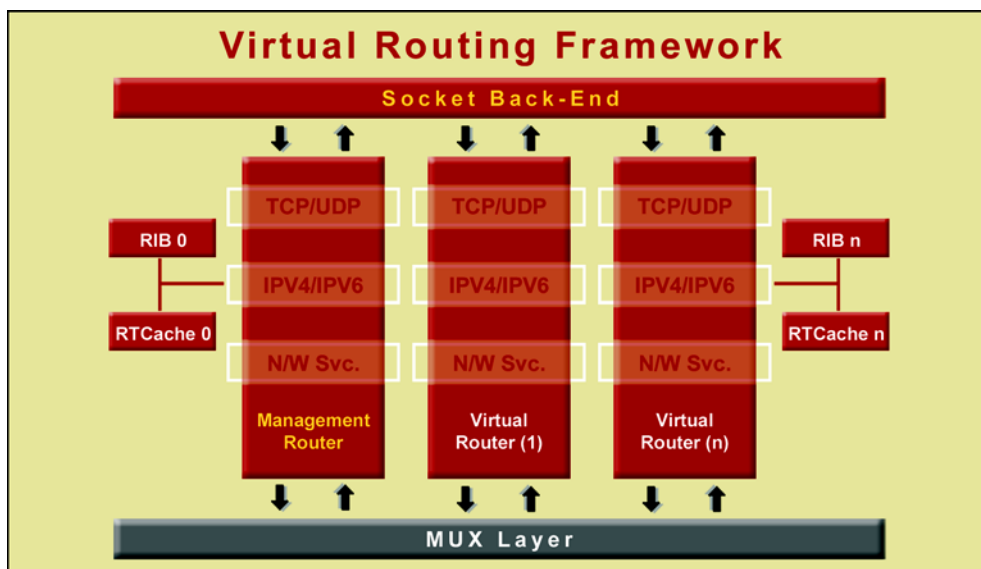 Virtual Routing Framework
Socket Back-End
TCP/UDP TCP/UDP TCP/UDP
RIB 0 RIB n
IPV4/IPV6 IPV4/IPV6 IPV4/IPV6
RTCache 0 RTCache n
N/W Svc. N/W Svc. N/W Svc.
Management Virtual Virtual
Router Router (1) Router (n)
MUX Layer